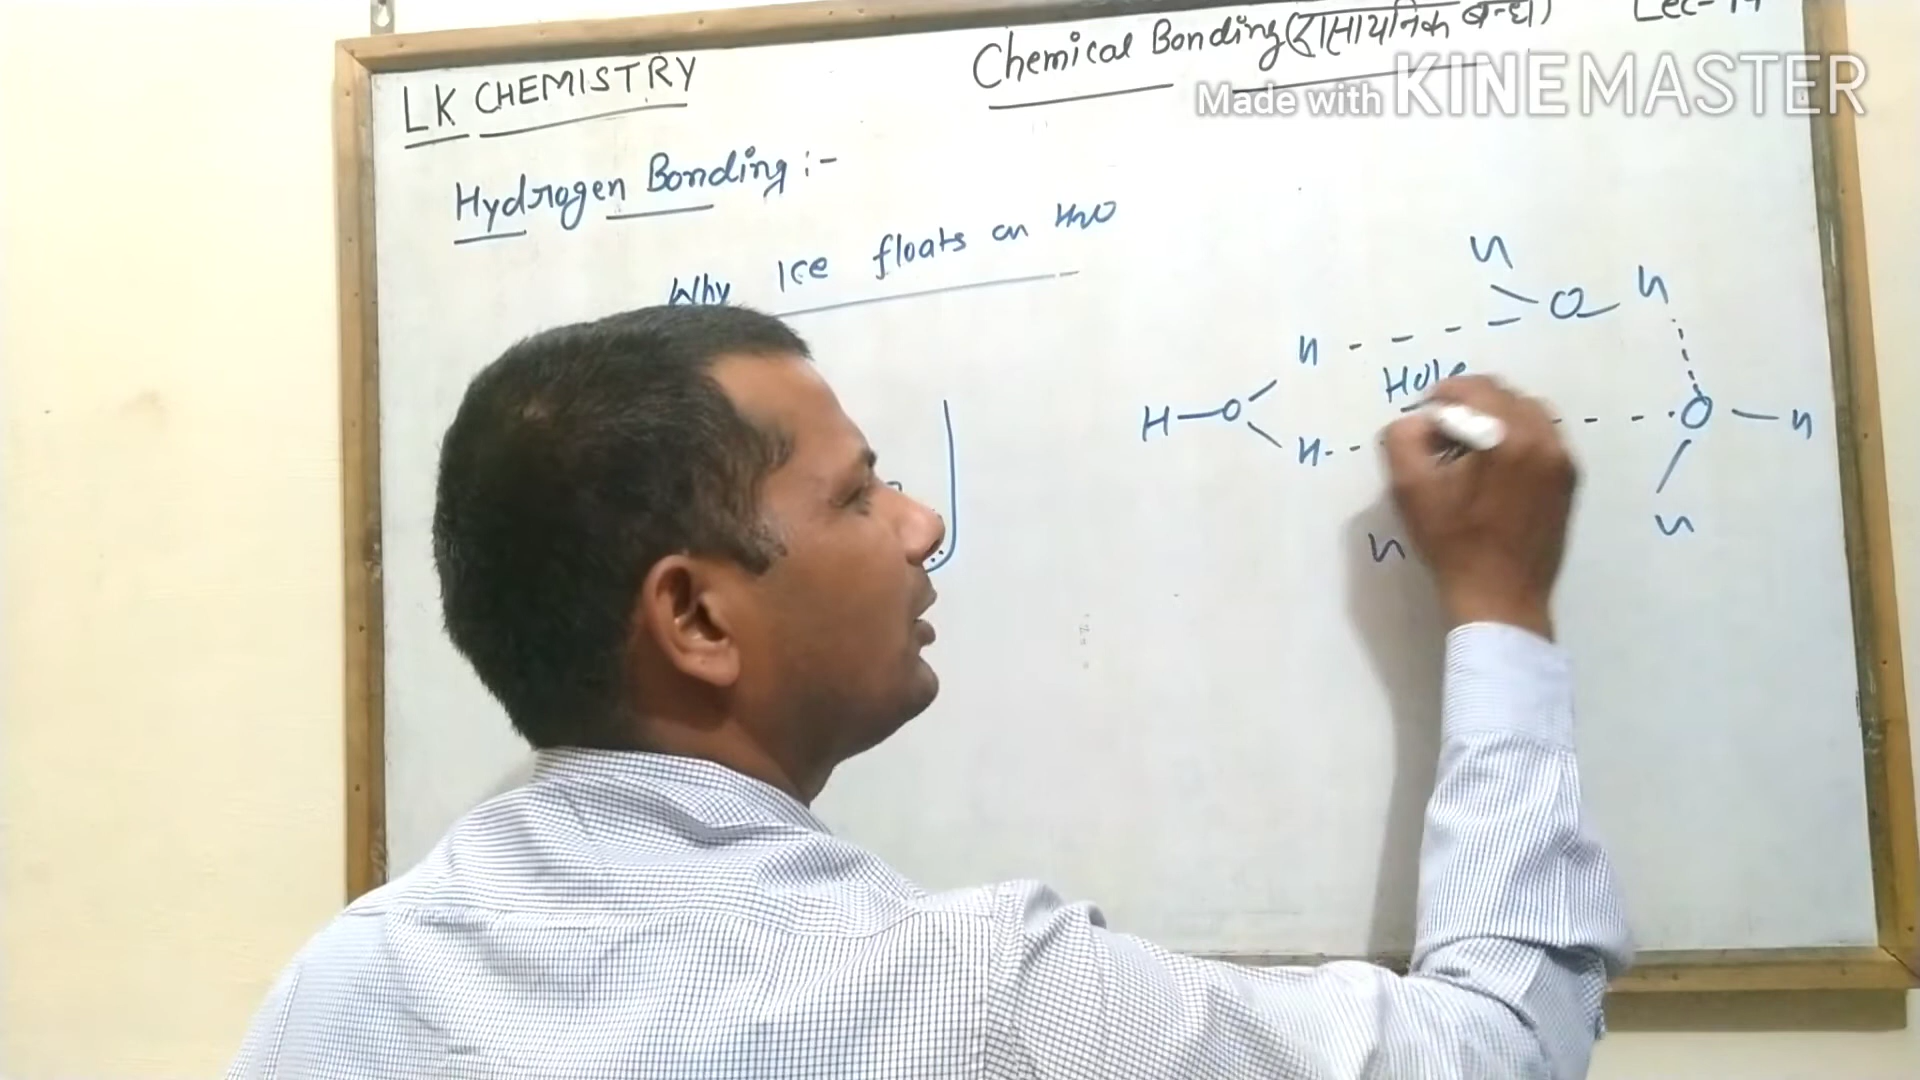 LK CHEMISTRY
Chemical Bonding (रासायनिक बन्ध)
Made with KINEMASTER
Hydrogen Bonding :-
Why Ice floats on H2O
H
O H
H
Hole
H O
O H
H
H
H